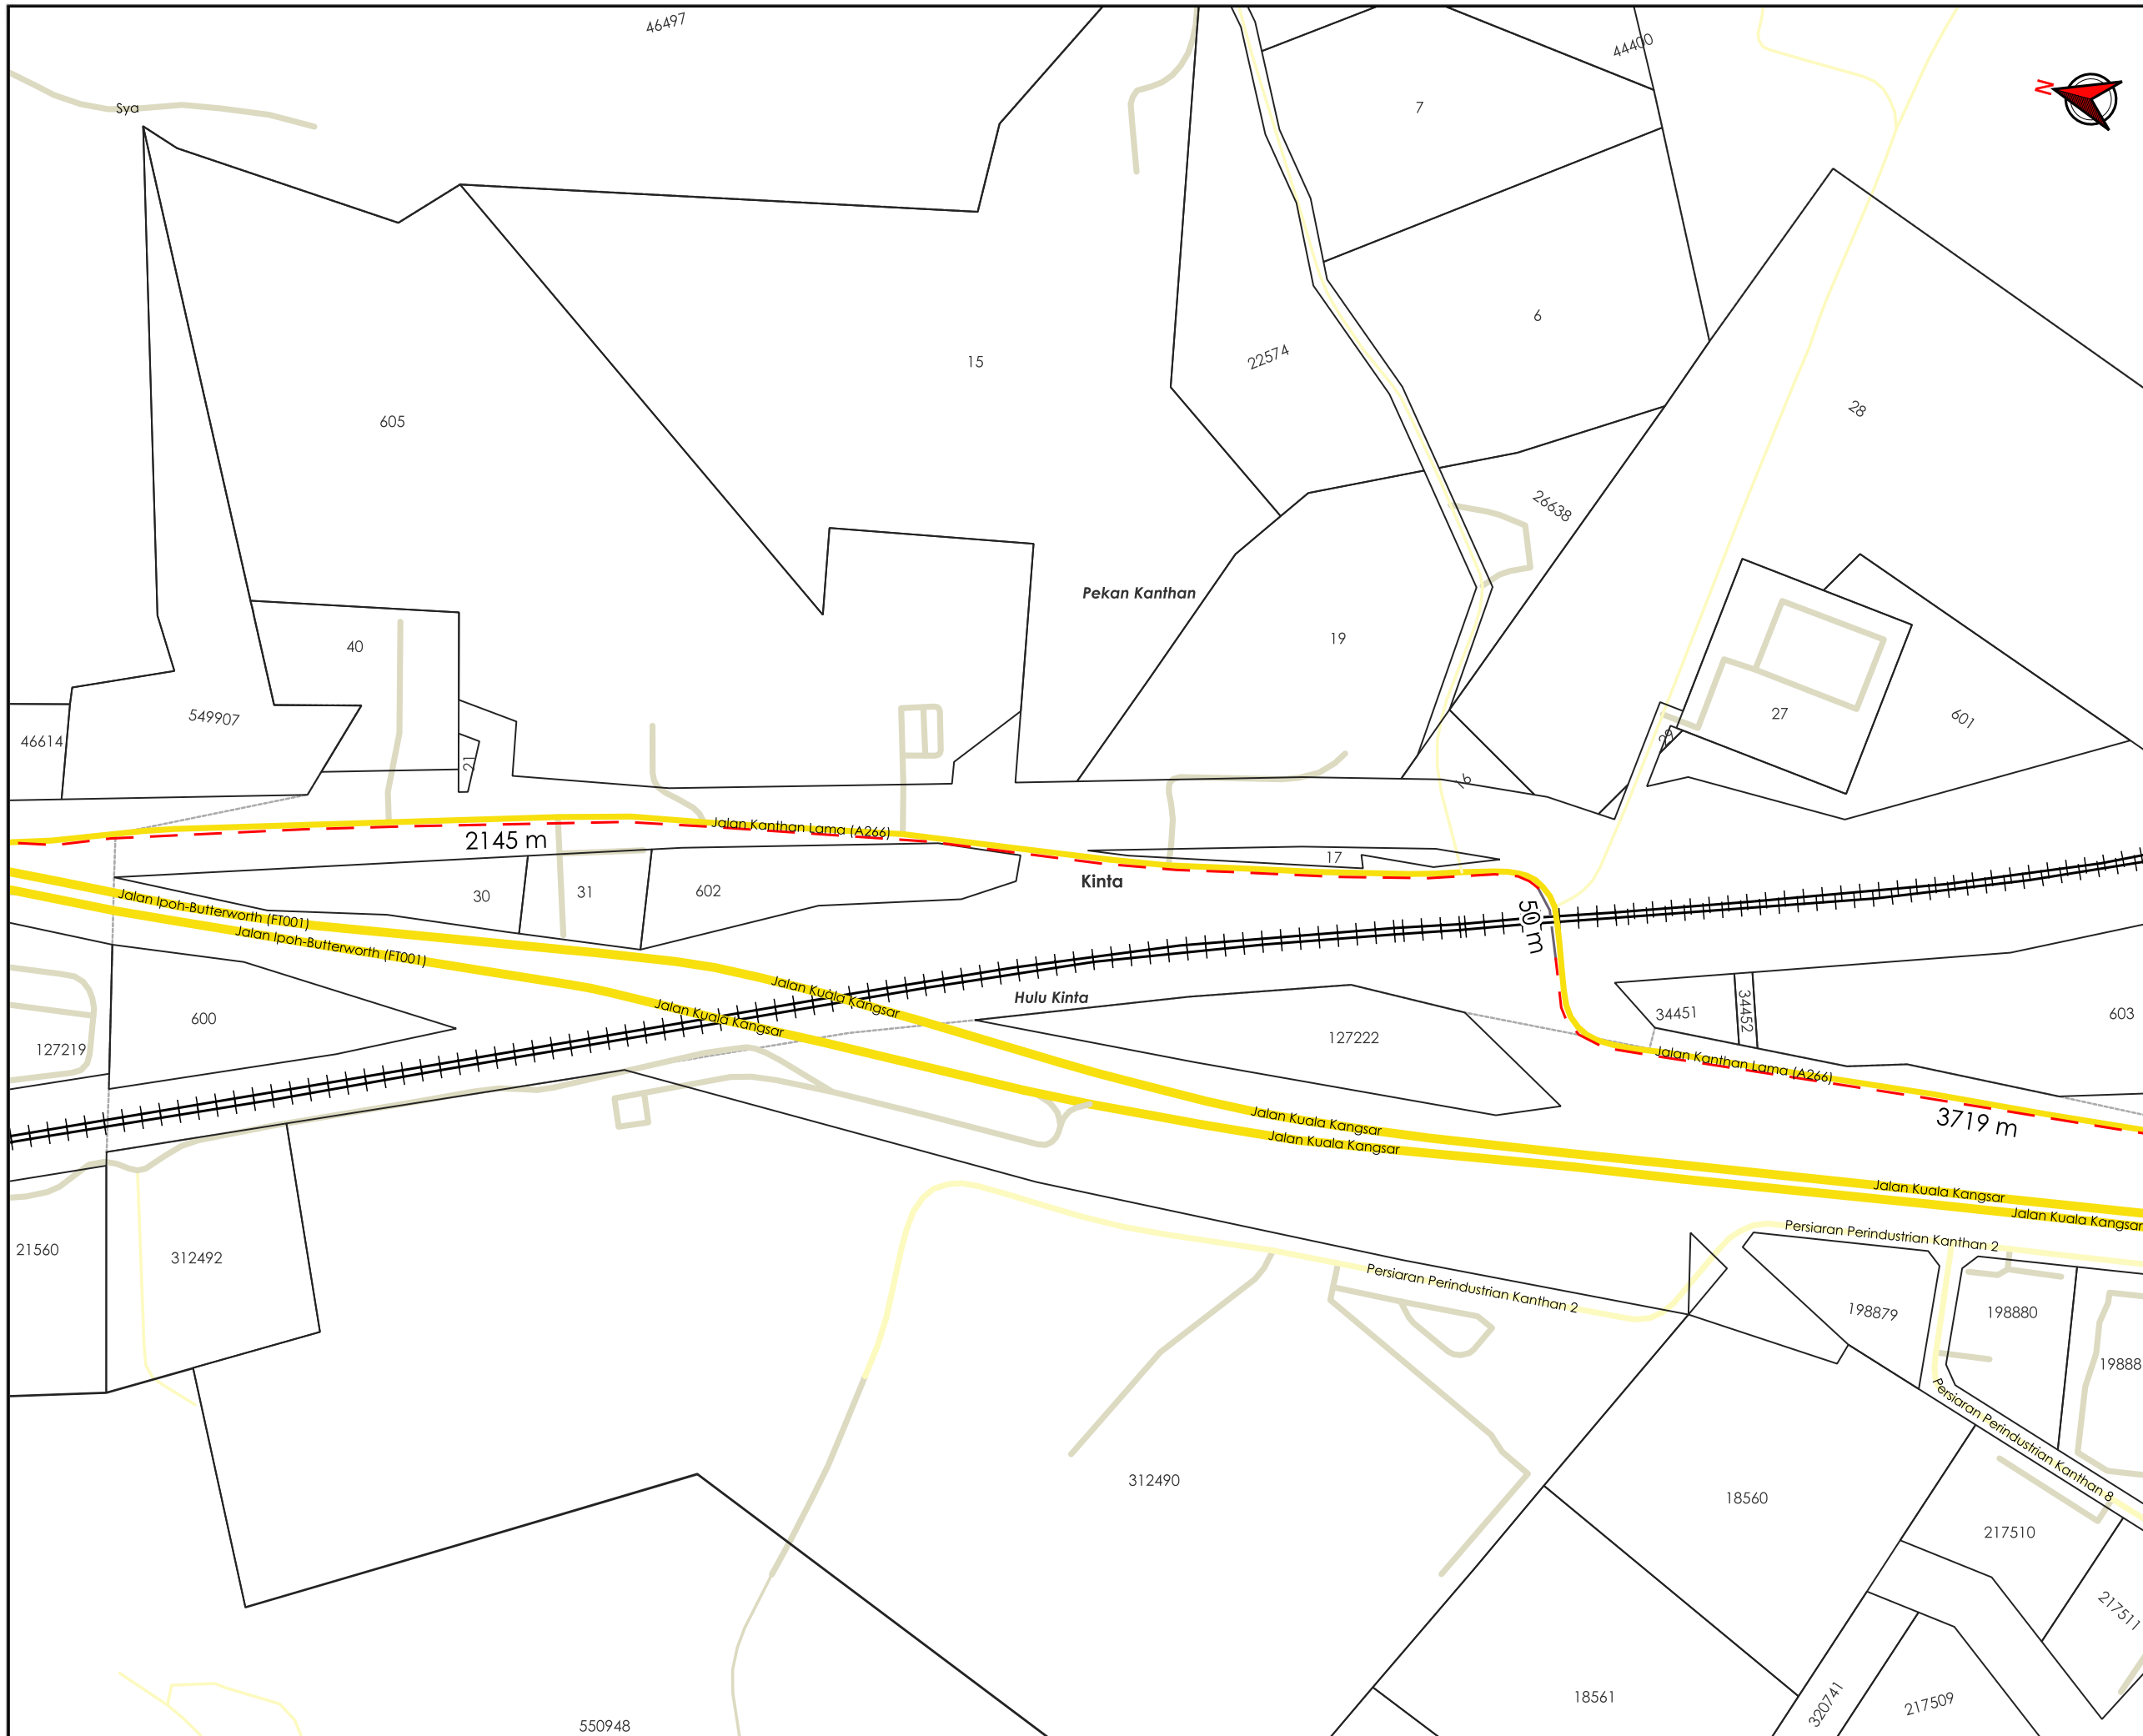 46497
44400
Sya
N
7
6
15
22574
28
605
26638
Pekan Kanthan
19
40
549907
46614
21
27
601
29
16
Jalan Kanthan Lama (A266)
2145 m
17
Kinta
30
31
602
Jalan Ipoh-Butterworth (FT001)
Jalan Ipoh-Butterworth (FT001)
50 m
Jalan Kuala Kangsar
Jalan Kuala Kangsar
Hulu Kinta
600
127219
127222
34451
34452
603
Jalan Kanthan Lama (A266)
3719 m
Jalan Kuala Kangsar
Jalan Kuala Kangsar
Jalan Kuala Kangsar
Jalan Kuala Kangsar
21560
312492
Persiaran Perindustrian Kanthan 2
Persiaran Perindustrian Kanthan 2
198879
198880
19888
Persiaran Perindustrian Kanthan 8
312490
18560
217510
217511
18561
320741
217509
550948